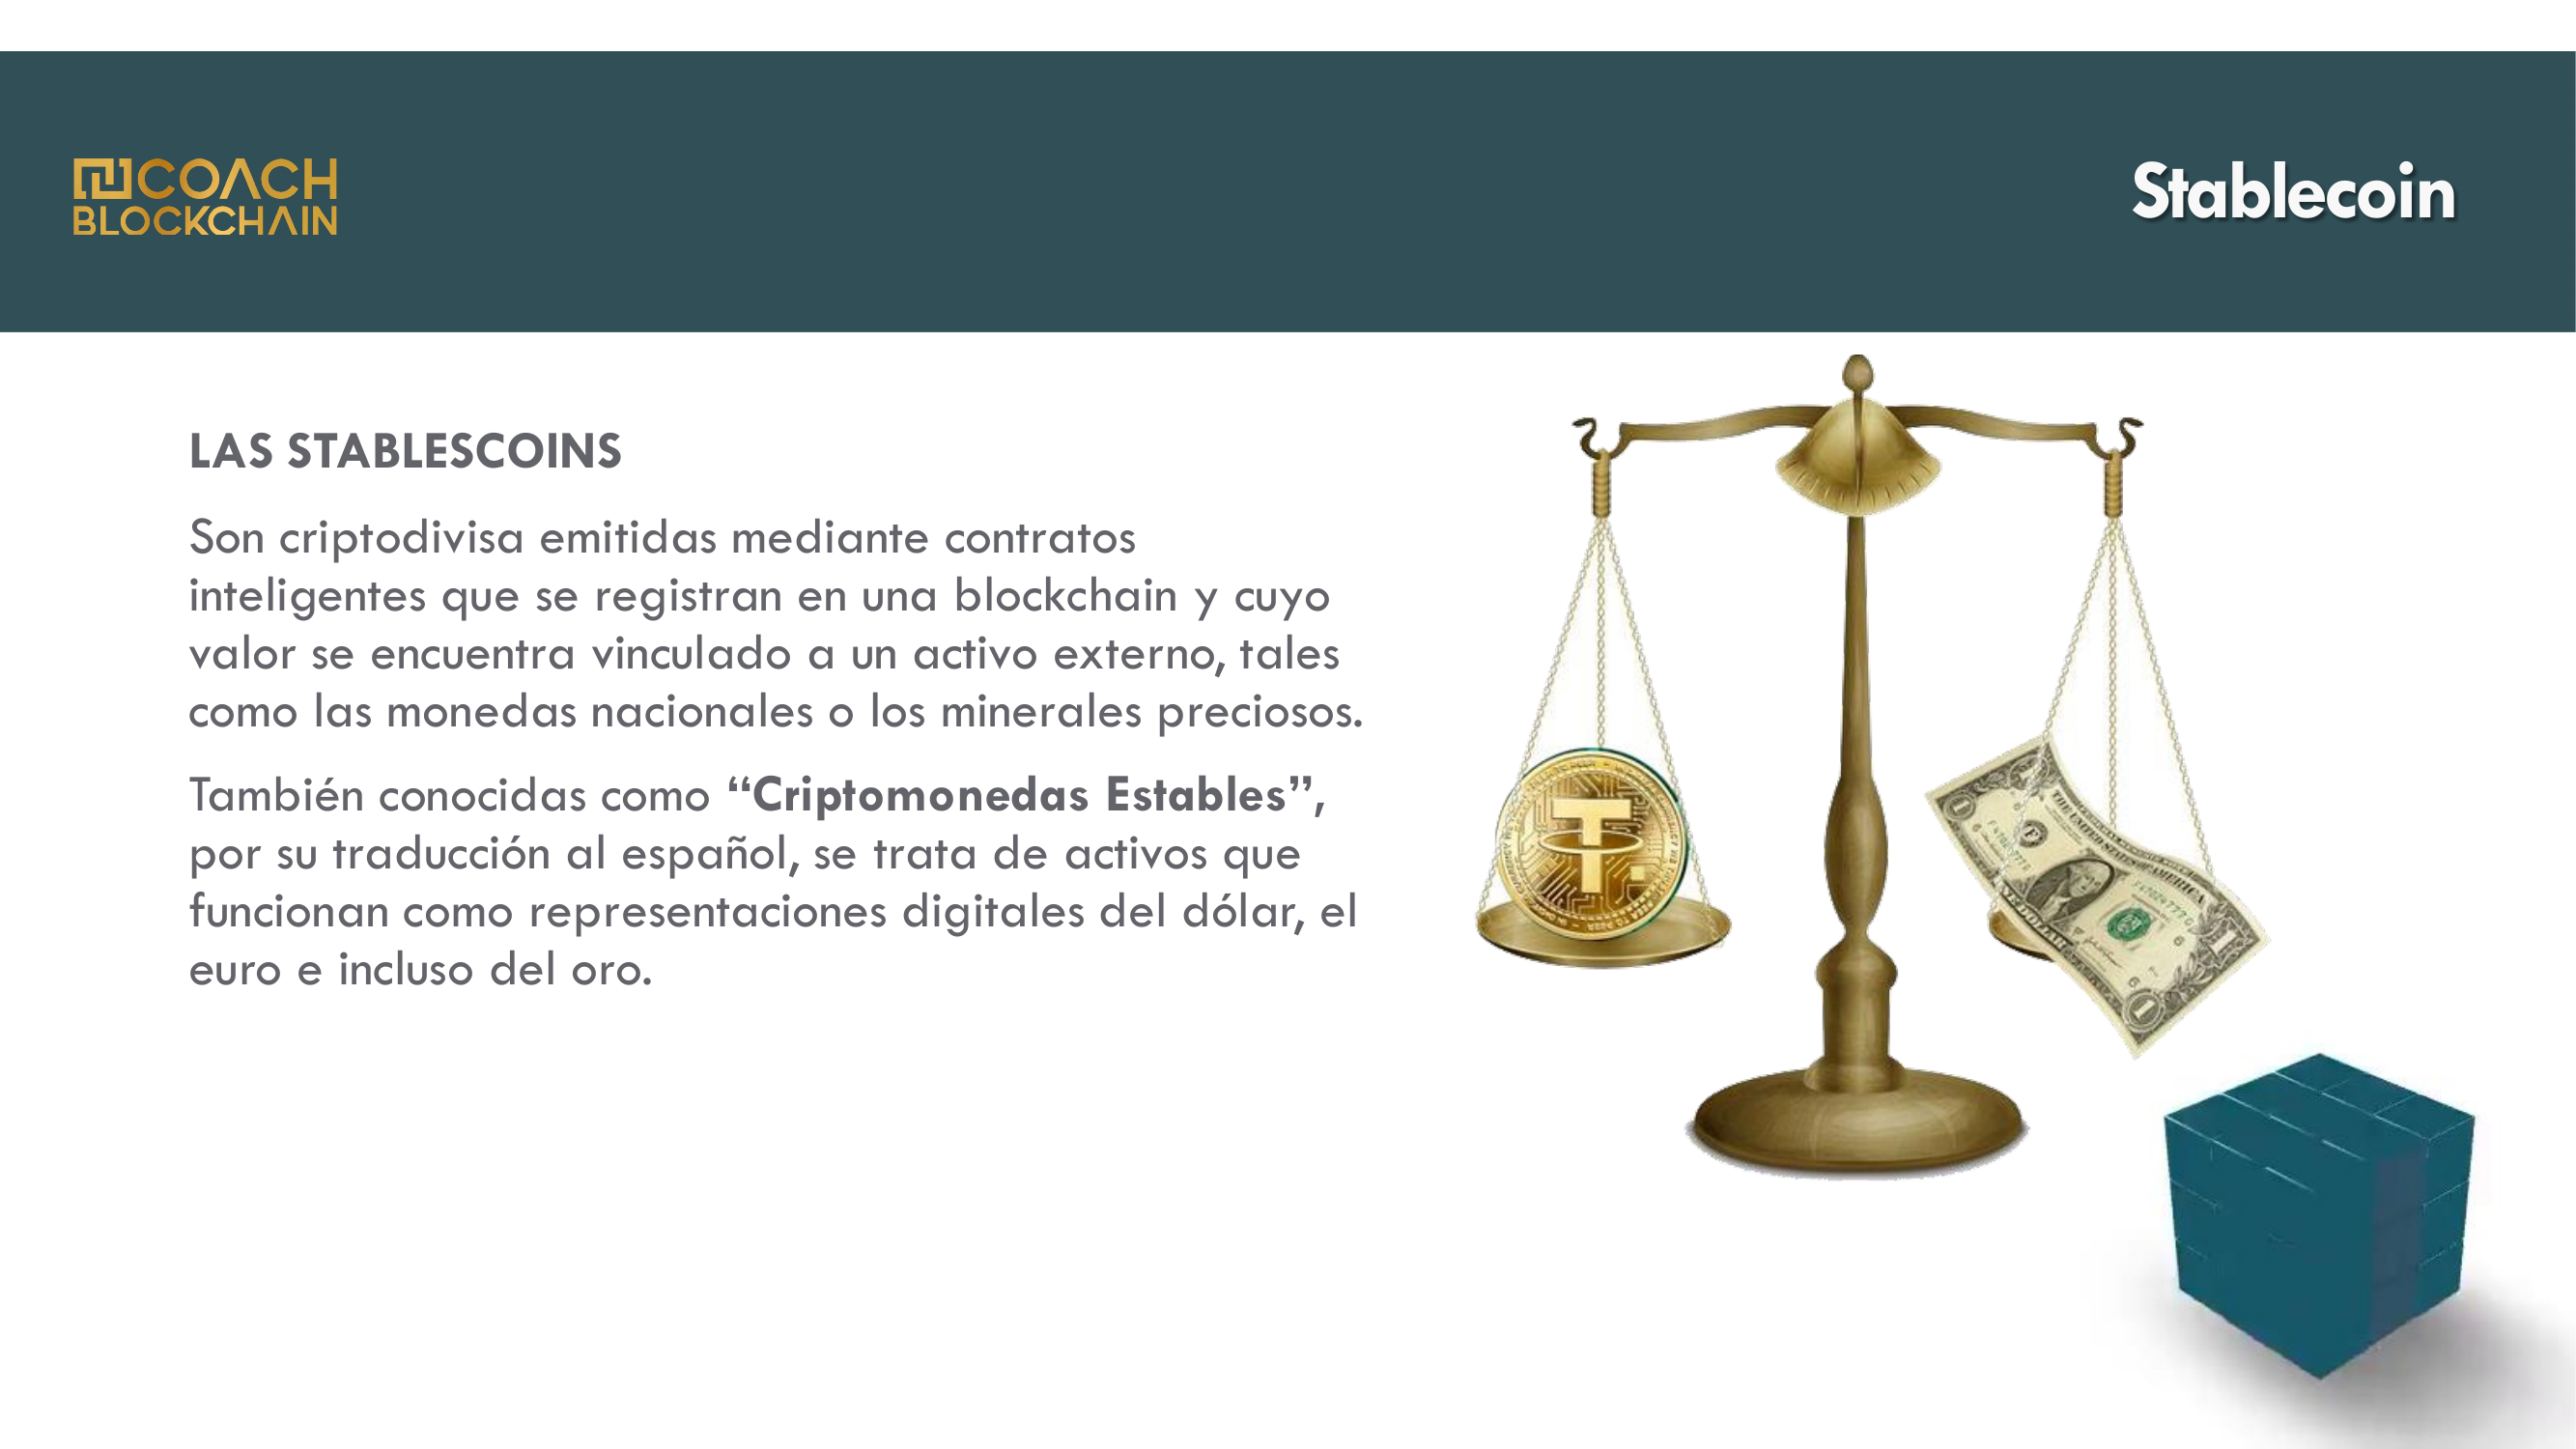 COACH
BLOCKCHAIN
Stablecoin
LAS STABLESCOINS
Son criptodivisa emitidas mediante contratos
inteligentes que se registran en una blockchain y cuyo
valor se encuentra vinculado a un activo externo, tales
como las monedas nacionales o los minerales preciosos.
También conocidas como “Criptomonedas Estables”,
por su traducción al español, se trata de activos que
funcionan como representaciones digitales del dólar, el
euro e incluso del oro.